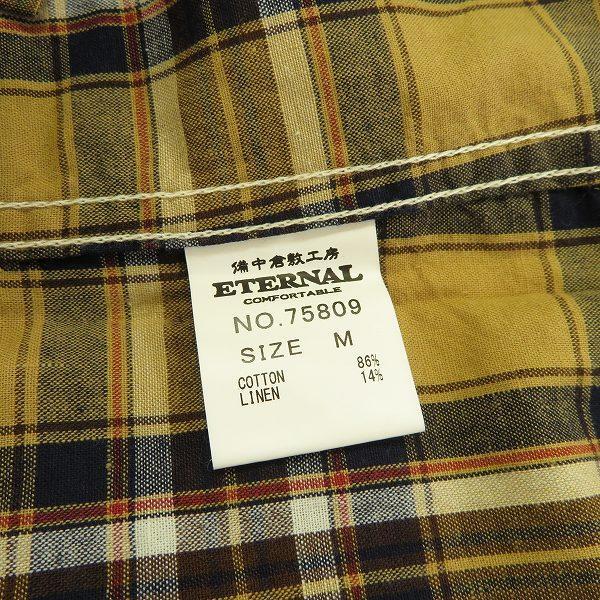 備中倉敷工房
ETERNAL
COMFORTABLE
NO.75809
SIZE M
COTTON 86%
LINEN 14%